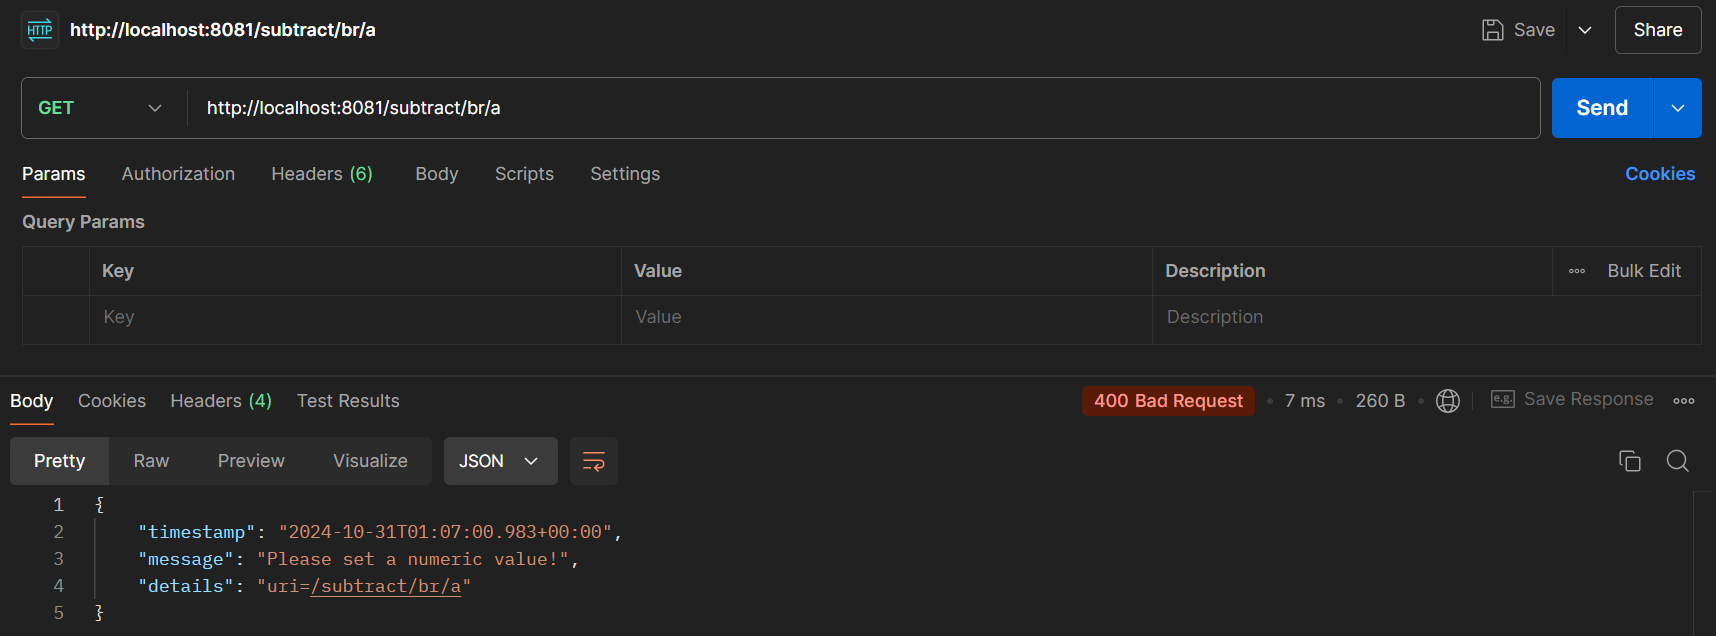 HTTP http://localhost:8081/subtract/br/a Save Share
GET http://localhost:8081/subtract/br/a Send
Params Authorization Headers (6) Body Scripts Settings Cookies
Query Params
Key Value Description Bulk Edit
Key Value Description
Body Cookies Headers (4) Test Results 400 Bad Request • 7 ms • 260 B • e.g. Save Response
Pretty Raw Preview Visualize JSON
1 {
2 "timestamp": "2024-10-31T01:07:00.983+00:00",
3 "message": "Please set a numeric value!",
4 "details": "uri=/subtract/br/a"
5 }